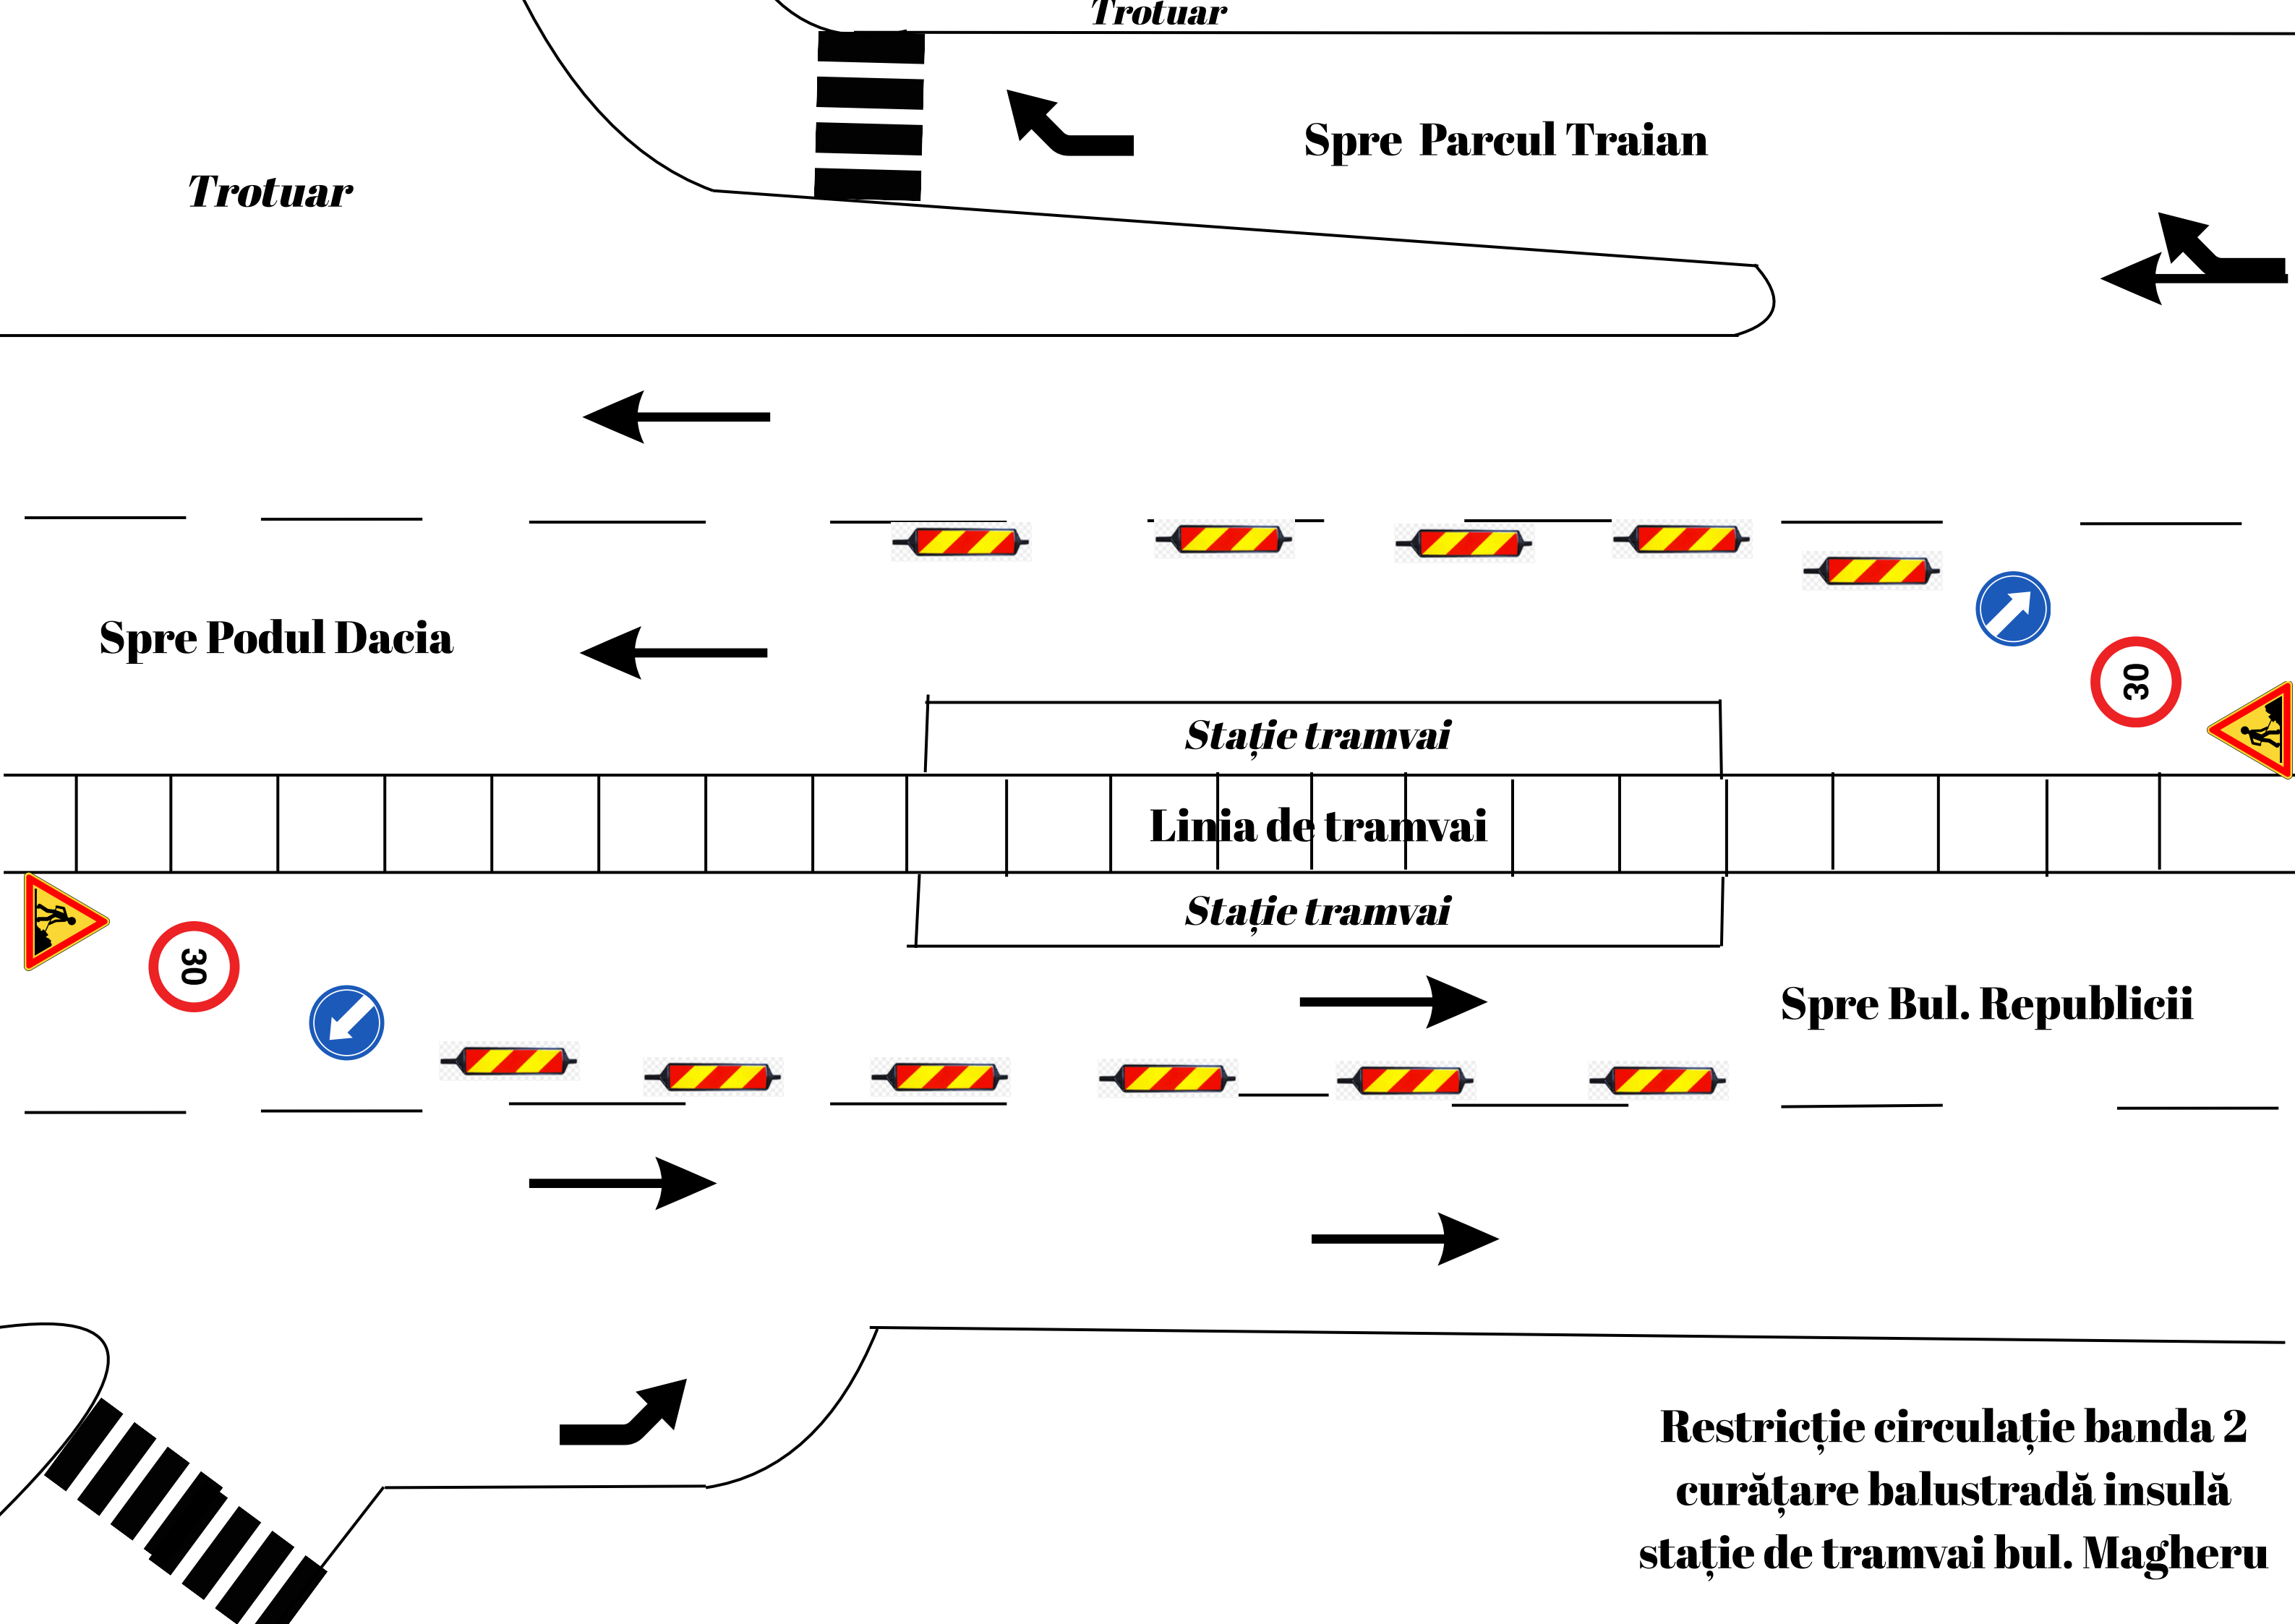 Trotuar
Spre Parcul Traian
Trotuar
Spre Podul Dacia
30
Stație tramvai
Linia de tramvai
Stație tramvai
30
Spre Bul. Republicii
Restricție circulație banda 2
curățare balustradă insulă
stație de tramvai bul. Magheru